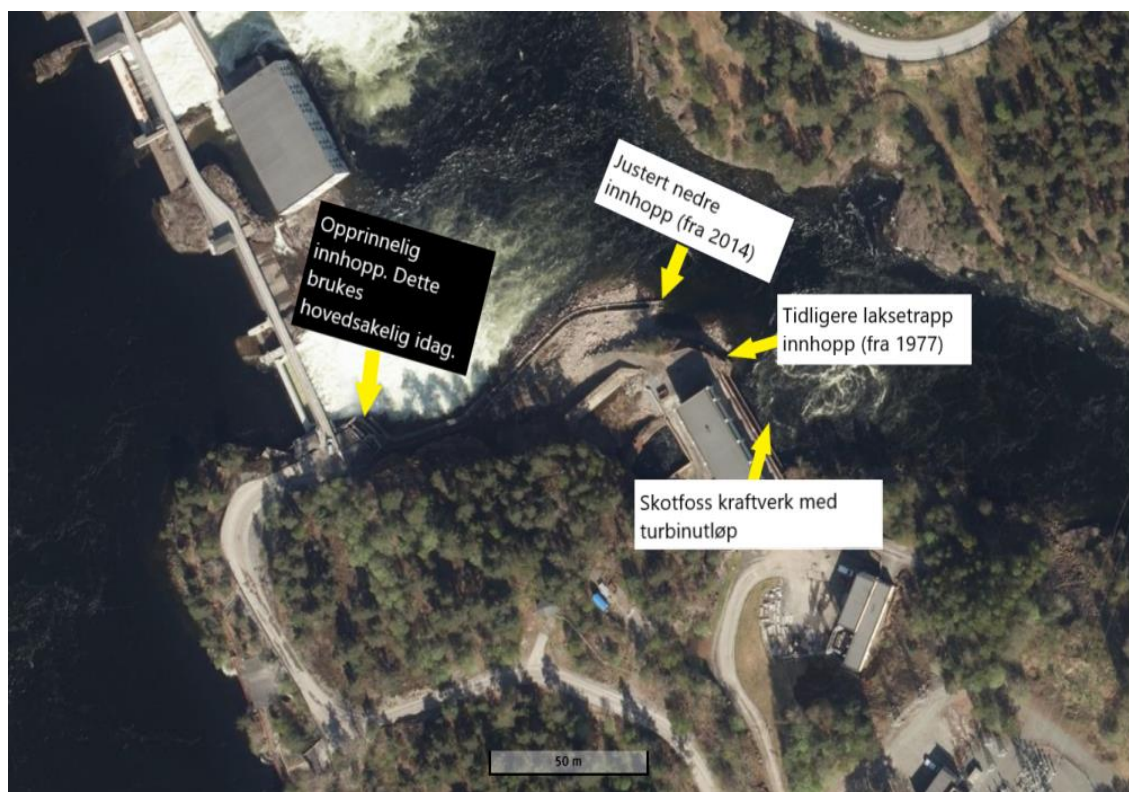 Justert nedre
innhopp (fra 2014)
Opprinnelig
innhopp. Dette
brukes
hovedsakelig idag.
Tidligere laksetrapp
innhopp (fra 1977)
Skotfoss kraftverk med
turbinutløp
50 m